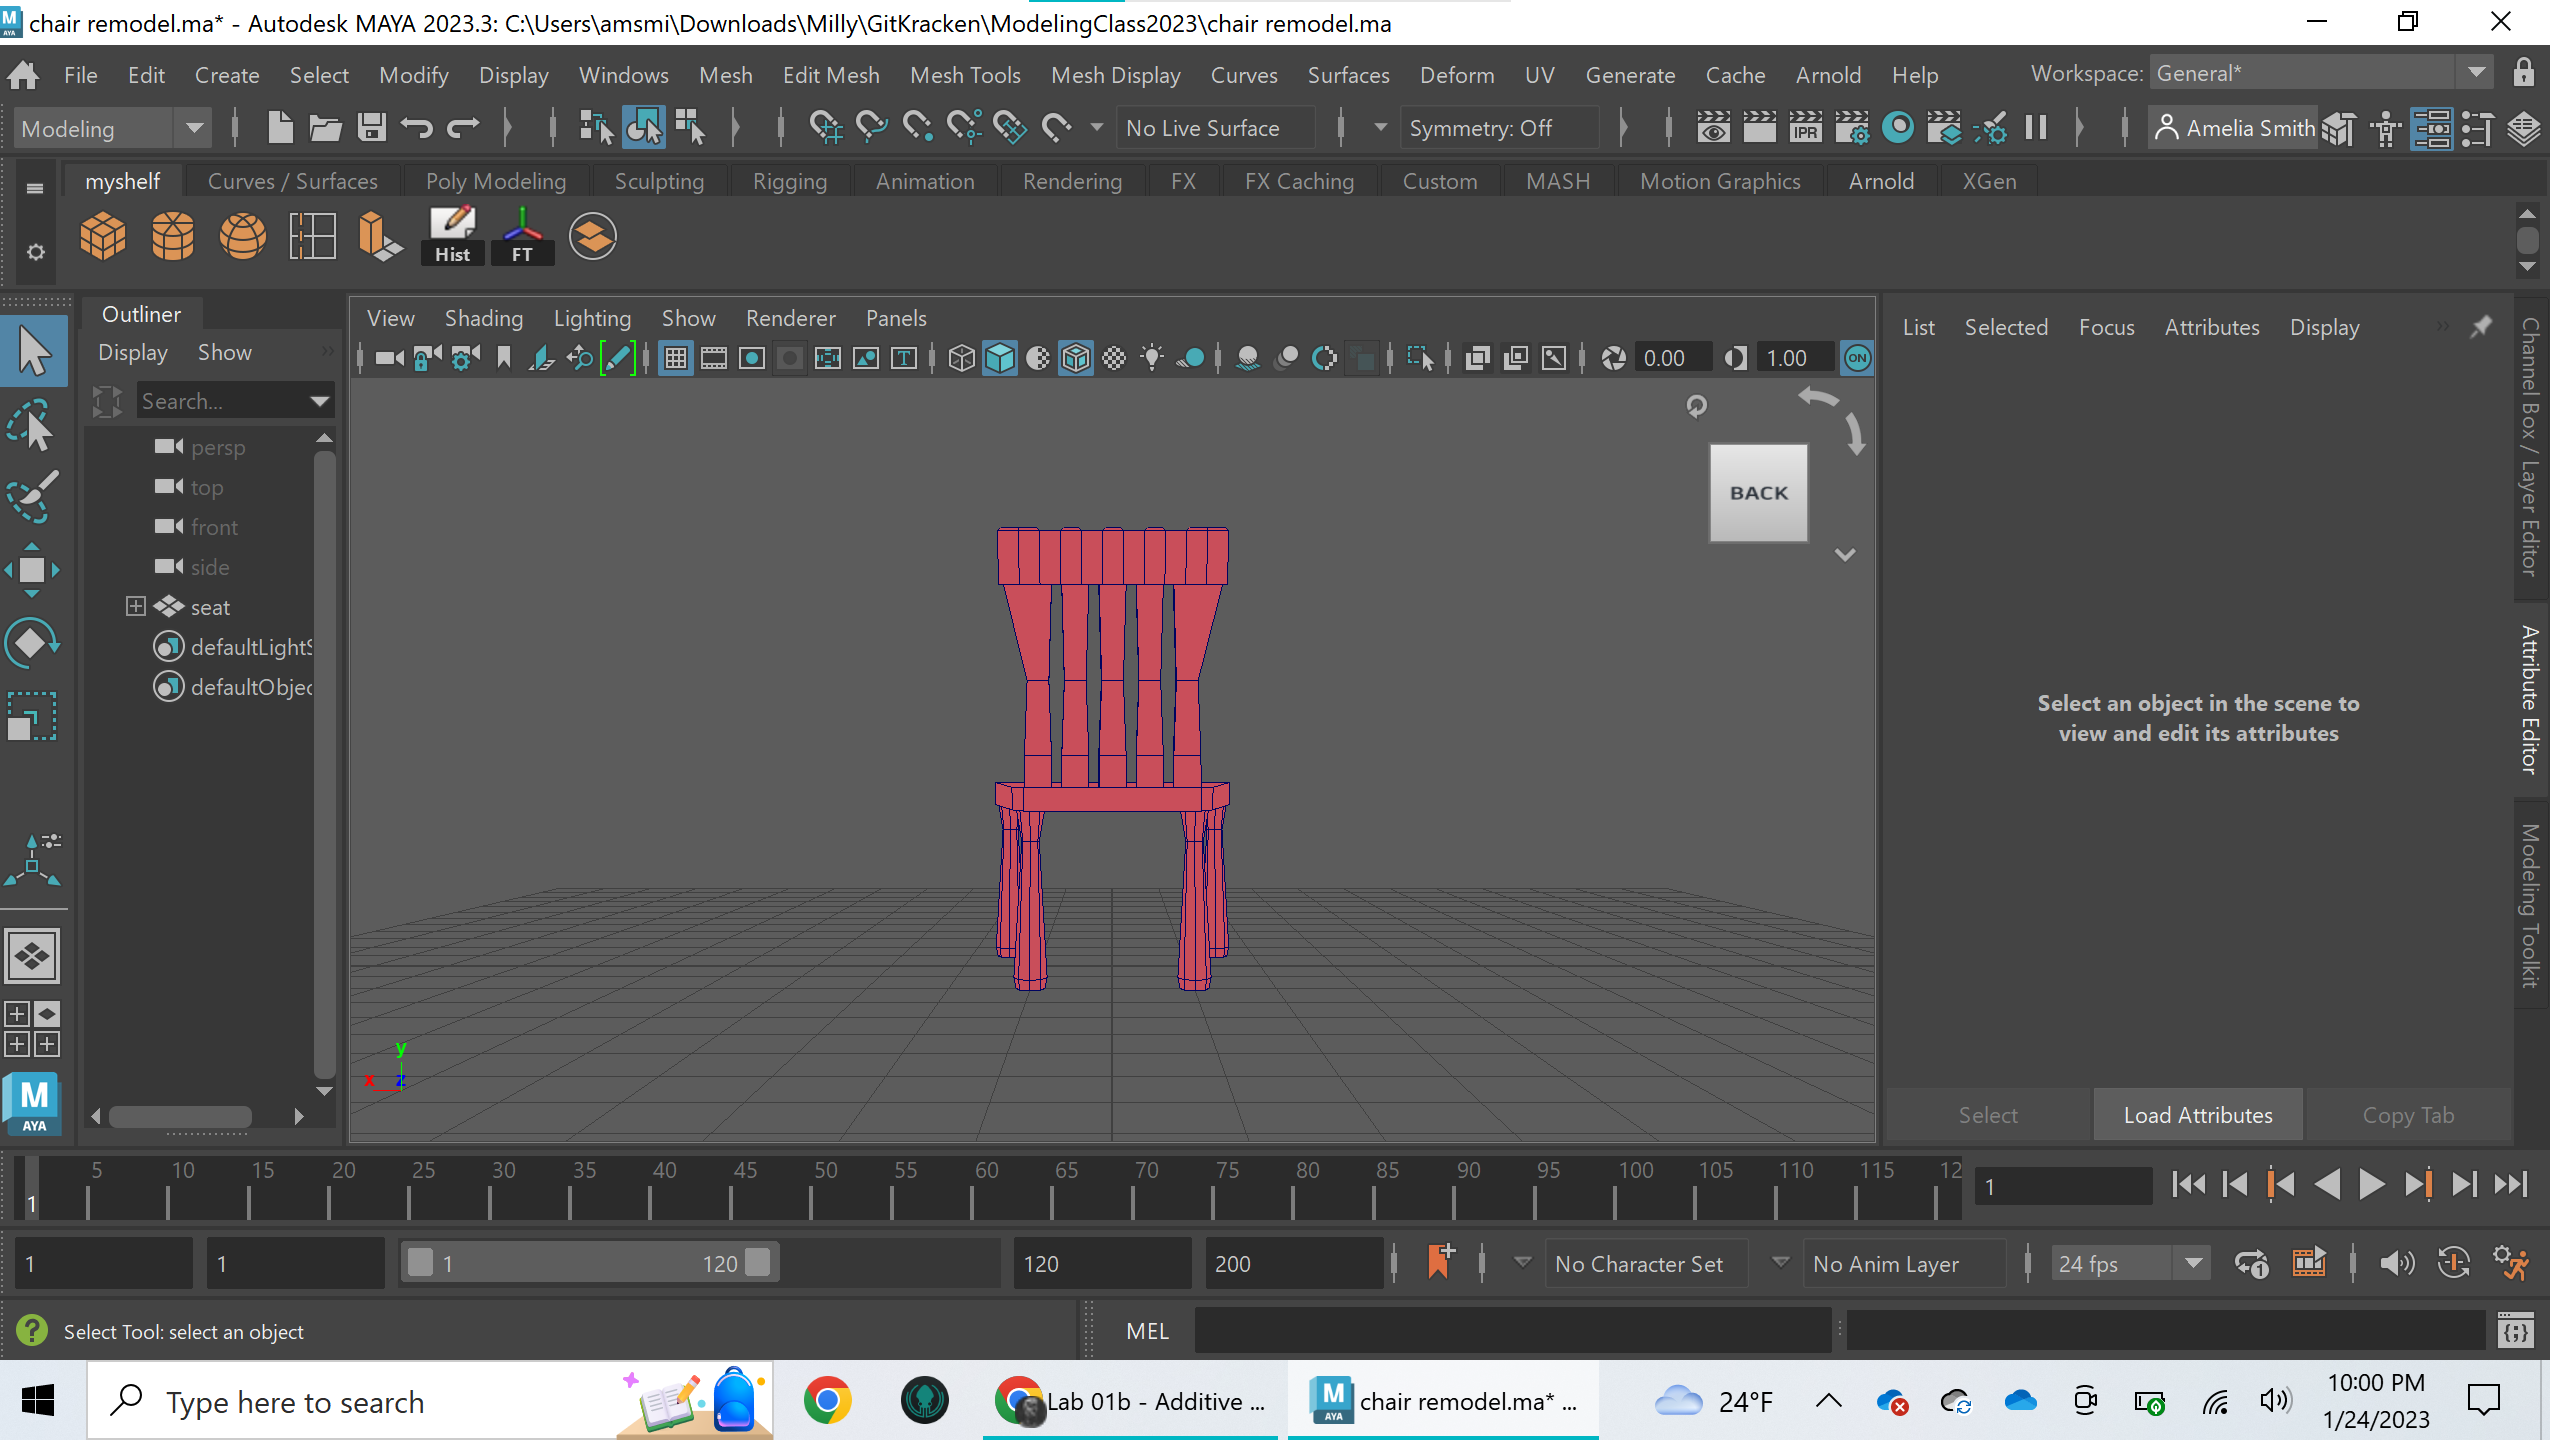 chair remodel.ma* - Autodesk MAYA 2023.3: C:\Users\amsmi\Downloads\Milly\GitKracken\ModelingClass2023\chair remodel.ma
File Edit Create Select Modify Display Windows Mesh Edit Mesh Mesh Tools Mesh Display Curves Surfaces Deform UV Generate Cache Arnold Help Workspace: General*
Modeling No Live Surface Symmetry: Off IPR Amelia Smith
myshelf Curves / Surfaces Poly Modeling Sculpting Rigging Animation Rendering FX FX Caching Custom MASH Motion Graphics Arnold XGen
Hist FT
Outliner
Display Show
Search...
persp
top
front
side
seat
defaultLightS
defaultObjec
View Shading Lighting Show Renderer Panels
T 0.00 1.00 ON
BACK
y
x z
List Selected Focus Attributes Display
Select an object in the scene to
view and edit its attributes
Select Load Attributes Copy Tab
Channel Box / Layer Editor
Attribute Editor
Modeling Toolkit
M
AYA
5 10 15 20 25 30 35 40 45 50 55 60 65 70 75 80 85 90 95 100 105 110 115 12
1 1
1 1 1 120 120 200 No Character Set No Anim Layer 24 fps
Select Tool: select an object MEL
Type here to search Lab 01b - Additive ... chair remodel.ma* ... 24°F 10:00 PM
1/24/2023